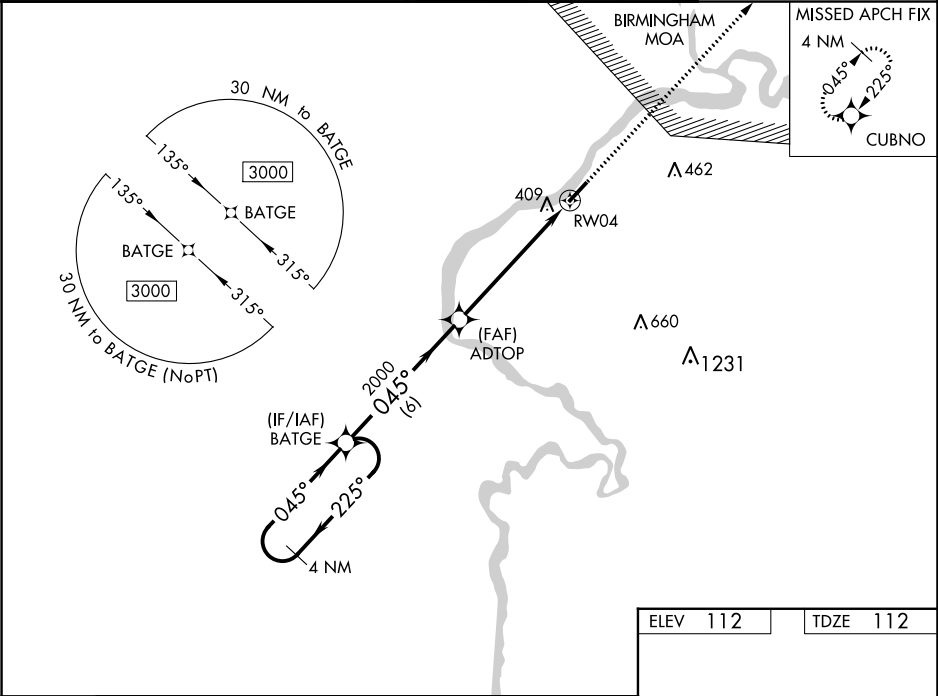 BIRMINGHAM
MOA
MISSED APCH FIX
4 NM
045°
225°
CUBNO
30 NM to BATGE
135°
3000
BATGE
315°
135°
BATGE
3000
315°
30 NM to BATGE (NoPT)
462
409
RW04
660
1231
(FAF)
ADTOP
2000
045°
(6)
(IF/IAF)
BATGE
045°
225°
4 NM
ELEV 112
TDZE 112